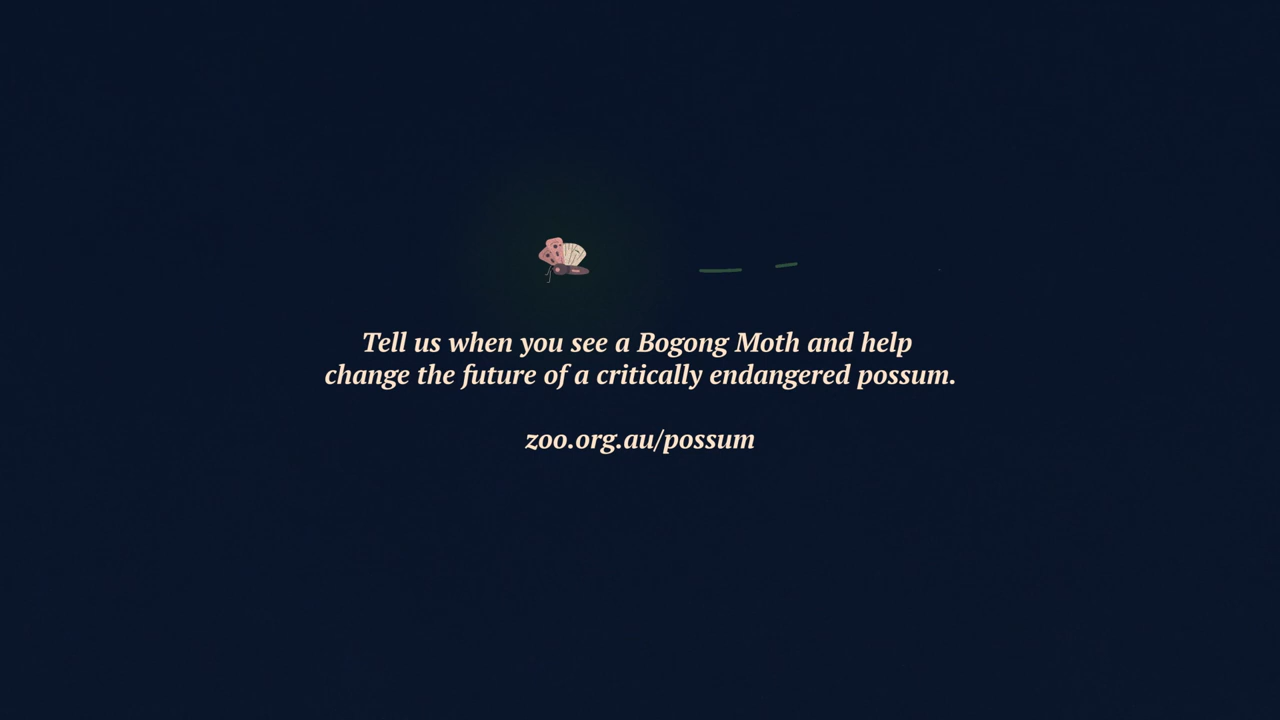 Tell us when you see a Bogong Moth and help
change the future of a critically endangered possum.
zoo.org.au/possum